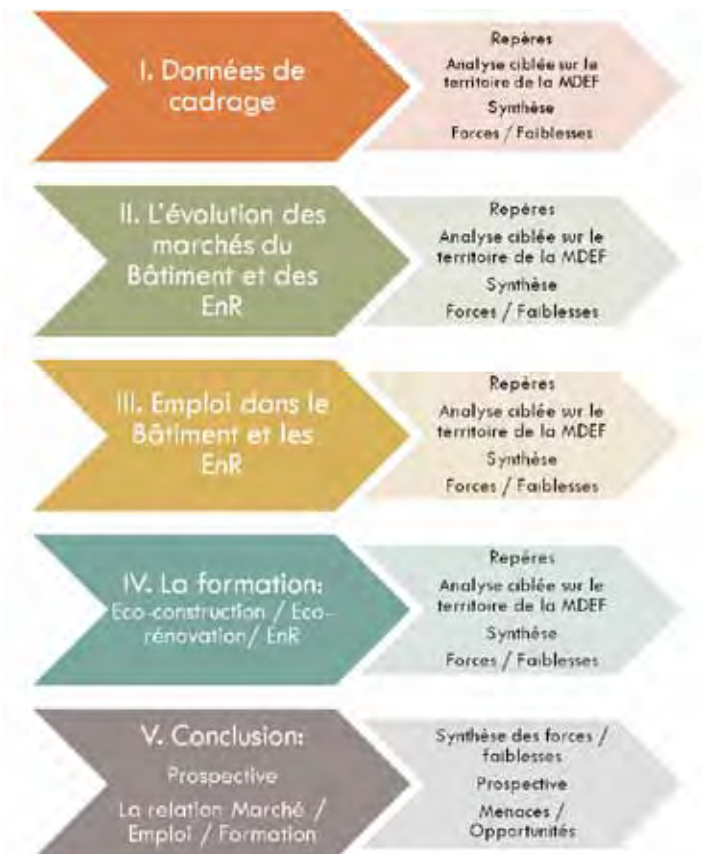 I. Données de
cadrage
Repères
Analyse ciblée sur le
territoire de la MDEF
Synthèse
Forces / Faiblesses
II. L'évolution des
marchés du
Bâtiment et des
EnR
Repères
Analyse ciblée sur le
territoire de la MDEF
Synthèse
Forces / Faiblesses
III. Emploi dans le
Bâtiment et les
EnR
Repères
Analyse ciblée sur le
territoire de la MDEF
Synthèse
Forces / Faiblesses
IV. La formation:
Eco-construction / Eco-
rénovation/ EnR
Repères
Analyse ciblée sur le
territoire de la MDEF
Synthèse
Forces / Faiblesses
V. Conclusion:
Prospective
La relation Marché /
Emploi / Formation
Synthèse des forces /
faiblesses
Prospective
Menaces /
Opportunités